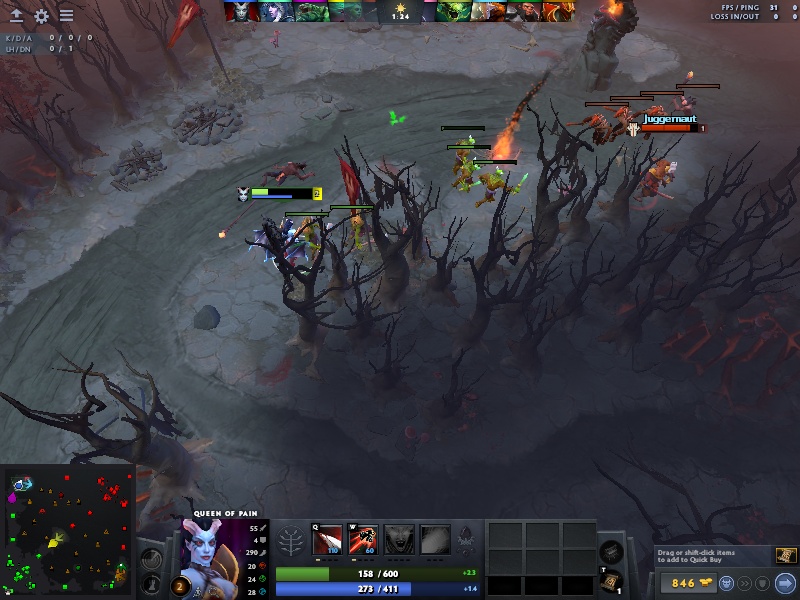 1:24
FPS / PING 31 0
LOSS IN/OUT 0 0
K / D / A 0 / 0 / 0
LH / DN 0 / 1
Juggernaut
1
QUEEN OF PAIN
55
4
290
20
24
28
2
Q
110
W
60
158 / 600 +2.3
273 / 411 +1.4
T
1
Drag or shift-click items
to add to Quick Buy
846